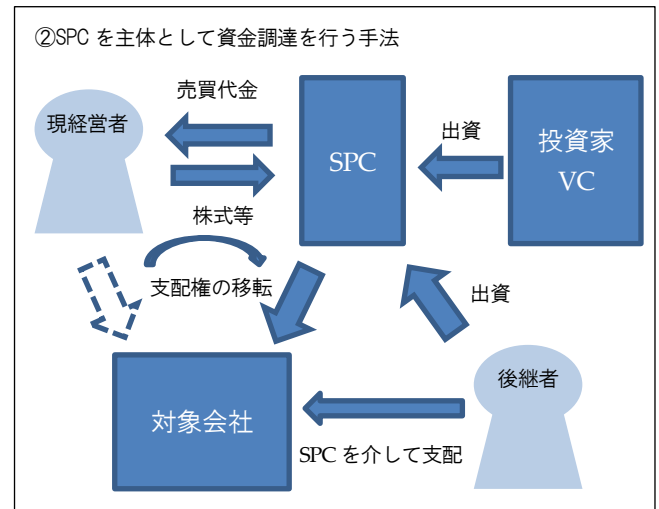 ②SPC を主体として資金調達を行う手法
売買代金
現経営者
SPC
出資
投資家
VC
株式等
支配権の移転
出資
後継者
対象会社
SPC を介して支配